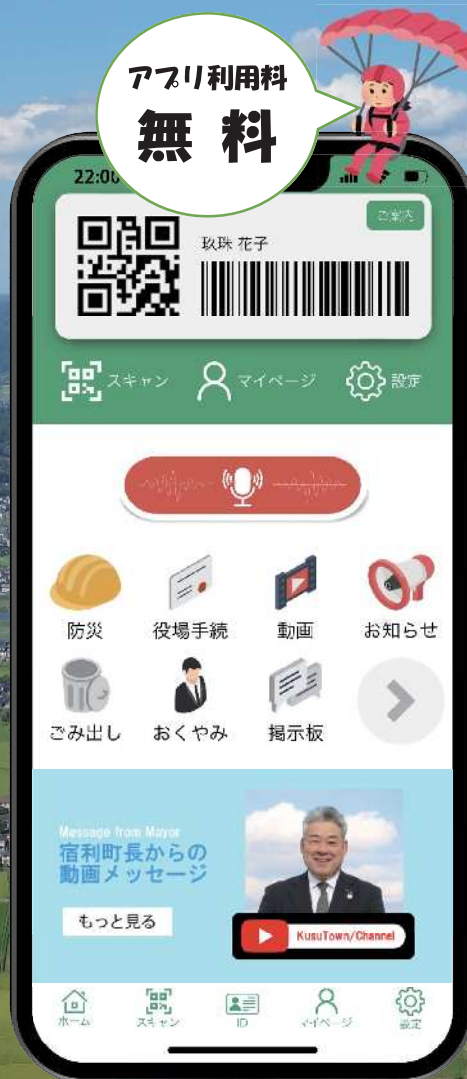 アプリ利用料
無料
22:00
ご案内
玖珠 花子
スキャン
マイページ
設定
防災
役場手続
動画
お知らせ
ごみ出し
おくやみ
掲示板
Message from Mayor
宿利町長からの
動画メッセージ
もっと見る
KusuTown/Channel
ホーム
スキャン
ID
マイページ
設定